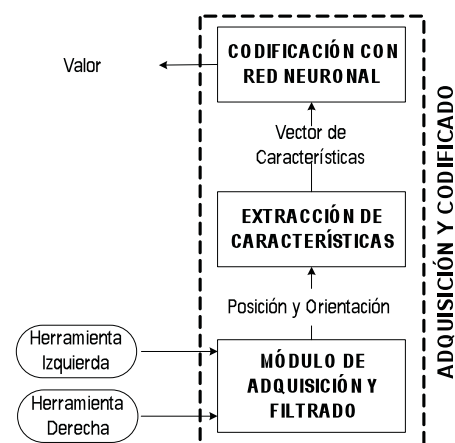 CODIFICACIÓN CON
RED NEURONAL
Valor
Vector de
Características
EXTRACCIÓN DE
CARACTERÍSTICAS
Posición y Orientación
Herramienta
Izquierda
MÓDULO DE
ADQUISICIÓN Y
FILTRADO
Herramienta
Derecha
ADQUISICIÓN Y CODIFICADO